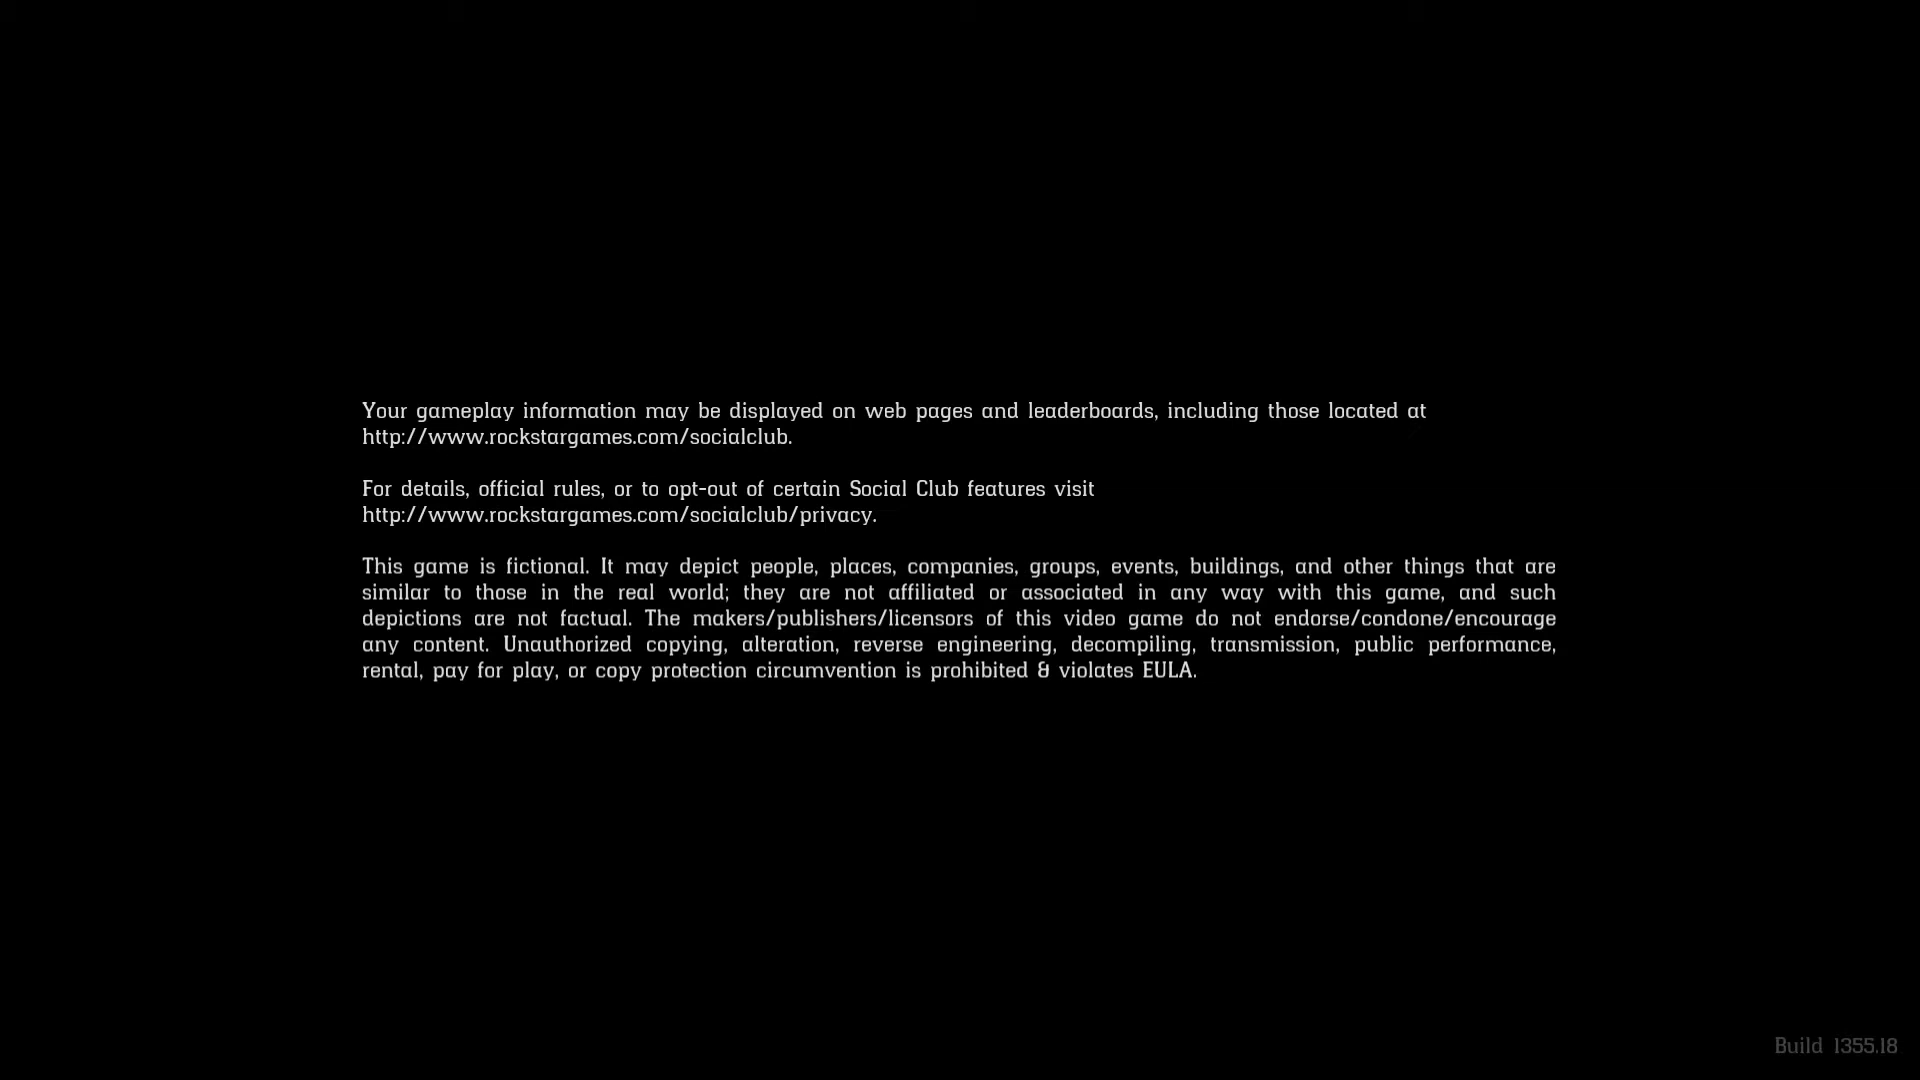 Your gameplay information may be displayed on web pages and leaderboards, including those located at
http://www.rockstargames.com/socialclub.
For details, official rules, or to opt-out of certain Social Club features visit
http://www.rockstargames.com/socialclub/privacy.
This game is fictional. It may depict people, places, companies, groups, events, buildings, and other things that are
similar to those in the real world; they are not affiliated or associated in any way with this game, and such
depictions are not factual. The makers/publishers/licensors of this video game do not endorse/condone/encourage
any content. Unauthorized copying, alteration, reverse engineering, decompiling, transmission, public performance,
rental, pay for play, or copy protection circumvention is prohibited & violates EULA.
Build 1355.18